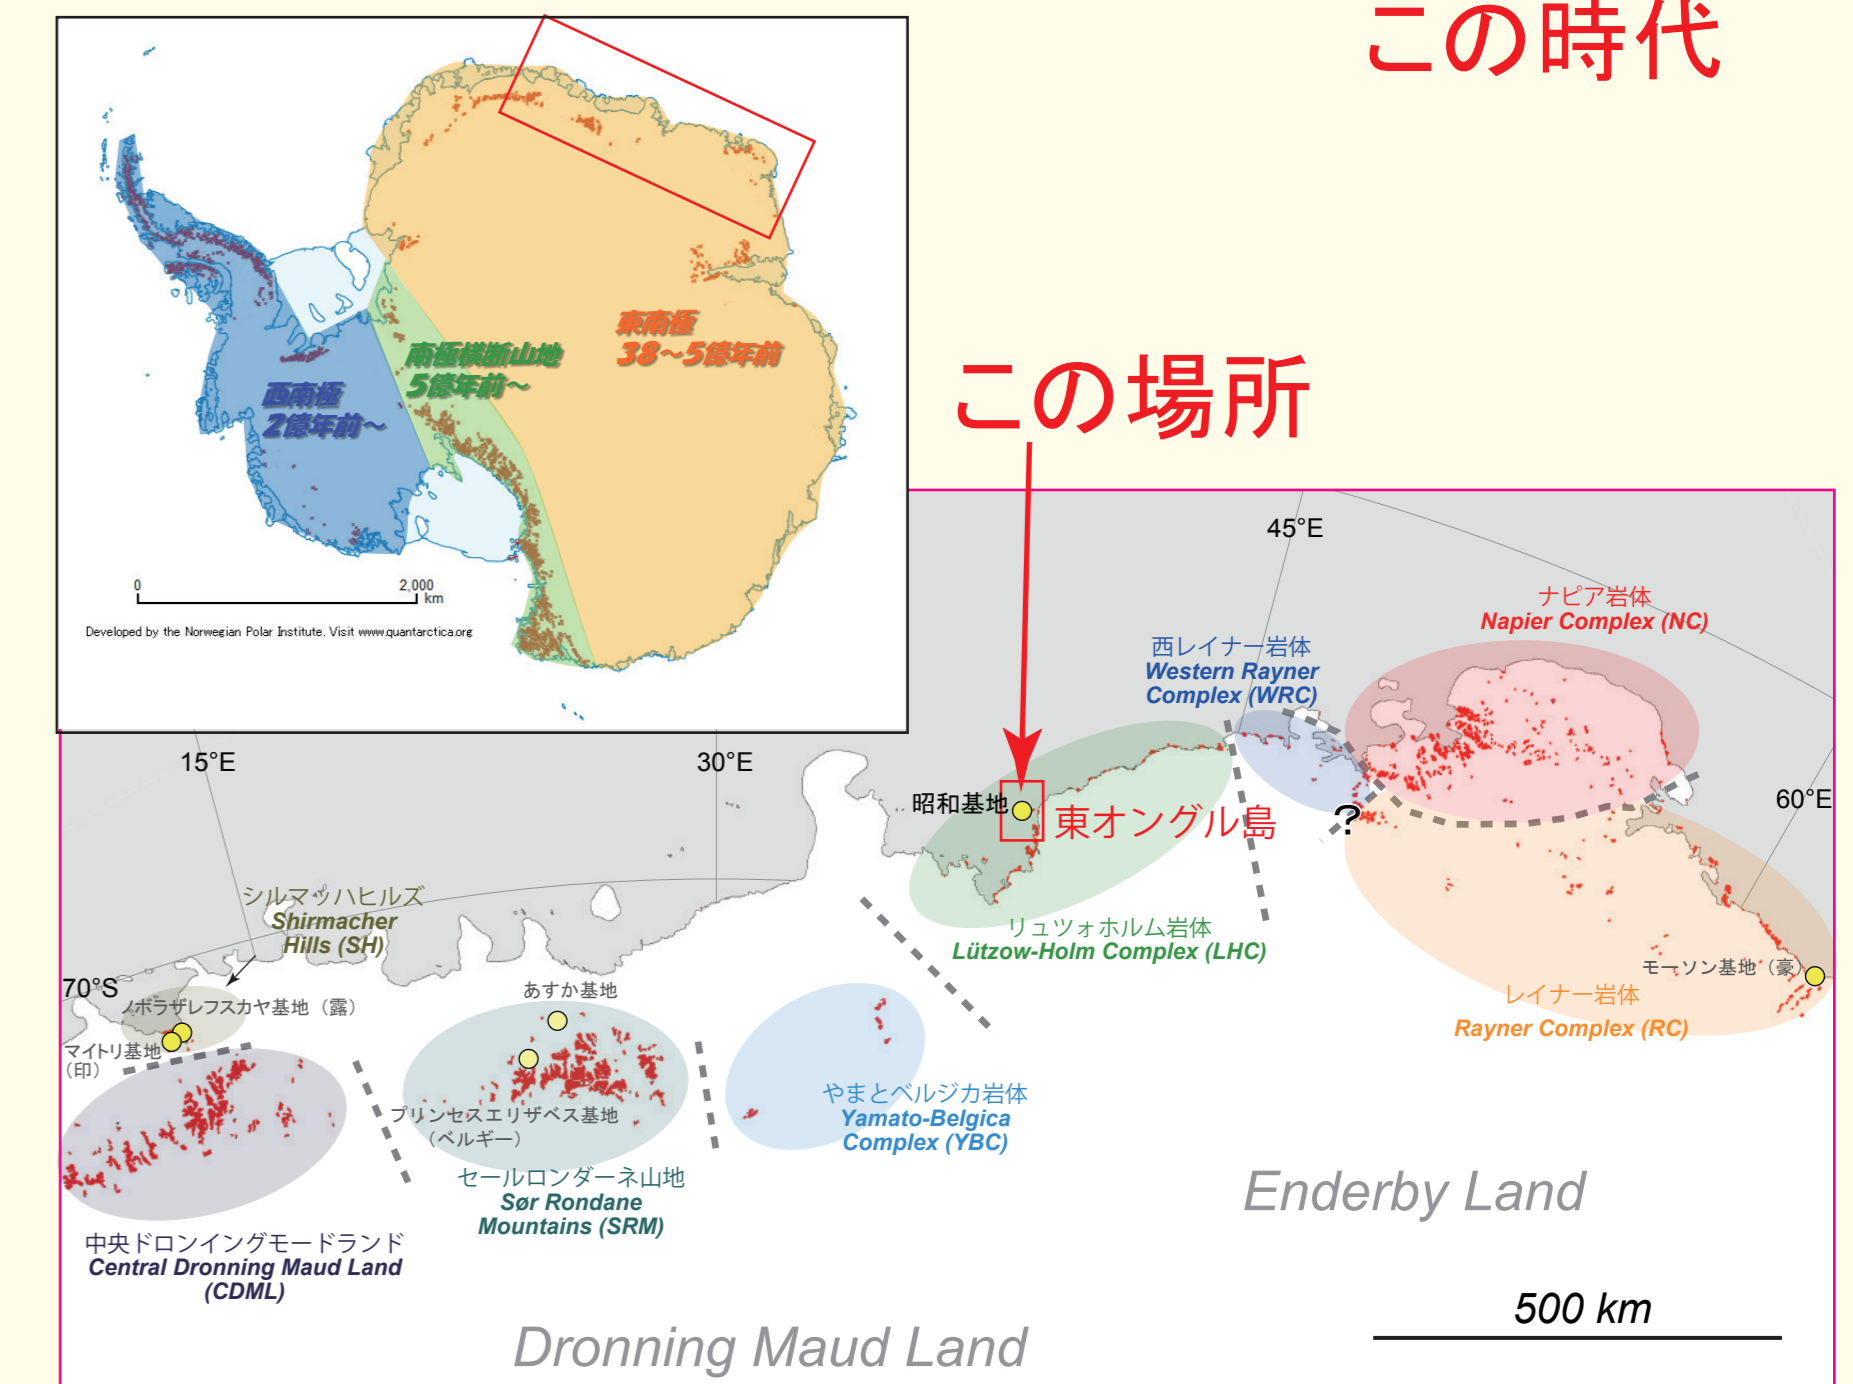 この時代
東南極
38〜5億年前
南極横断山地
5億年前〜
西南極
2億年前〜
0
2,000
km
Developed by the Norwegian Polar Institute. Visit www.quantarctica.org
この場所
45°E
ナピア岩体
Napier Complex (NC)
西レイナー岩体
Western Rayner
Complex (WRC)
15°E
30°E
60°E
昭和基地
東オングル島
?
シルマッハヒルズ
Shirmacher
Hills (SH)
リュツォホルム岩体
Lützow-Holm Complex (LHC)
モーソン基地（豪）
レイナー岩体
Rayner Complex (RC)
70°S
ノボラザレフスカヤ基地（露）
あすか基地
マイトリ基地
（印）
プリンセスエリザベス基地
（ベルギー）
やまとベルジカ岩体
Yamato-Belgica
Complex (YBC)
セールロンダーネ山地
Sør Rondane
Mountains (SRM)
中央ドロンイングモードランド
Central Dronning Maud Land
(CDML)
Enderby Land
500 km
Dronning Maud Land